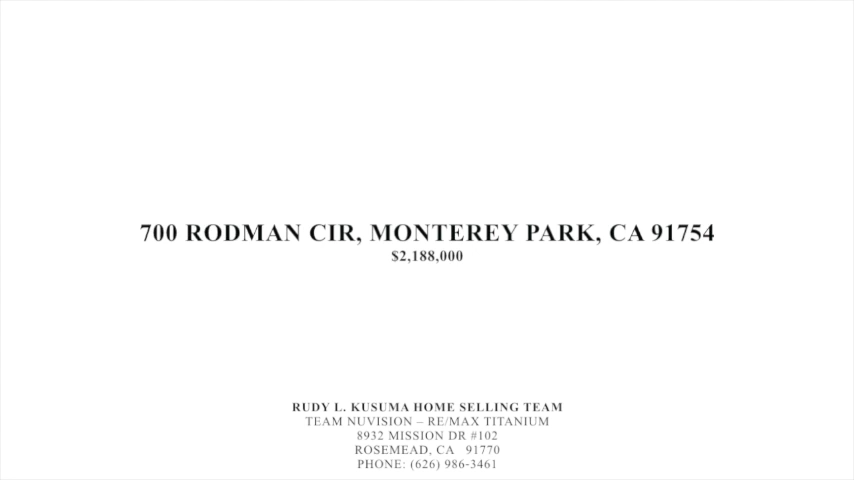 700 RODMAN CIR, MONTEREY PARK, CA 91754
$2,188,000
RUDY L. KUSUMA HOME SELLING TEAM
TEAM NUVISION – RE/MAX TITANIUM
8932 MISSION DR #102
ROSEMEAD, CA 91770
PHONE: (626) 986-3461